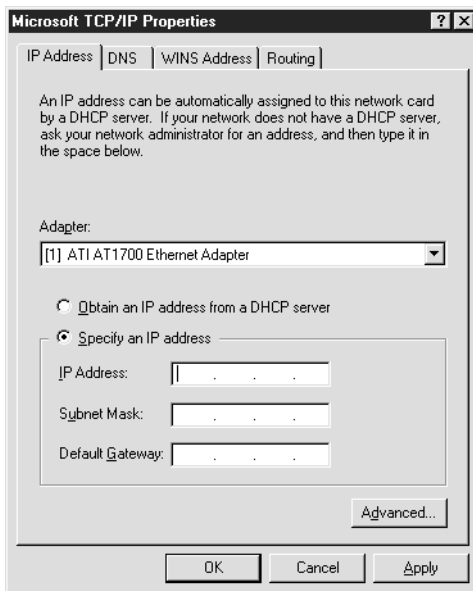 Microsoft TCP/IP Properties
IP Address DNS WINS Address Routing
An IP address can be automatically assigned to this network card
by a DHCP server. If your network does not have a DHCP server,
ask your network administrator for an address, and then type it in
the space below.
Adapter:
[1] ATI AT1700 Ethernet Adapter
Obtain an IP address from a DHCP server
Specify an IP address
IP Address: . . .
Subnet Mask: . . .
Default Gateway: . . .
Advanced...
OK Cancel Apply